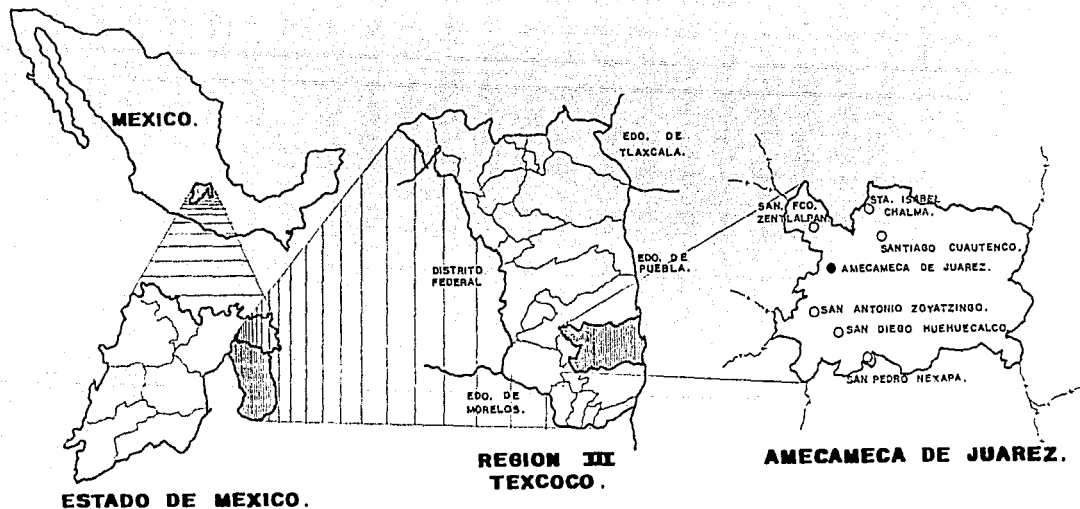 MEXICO.
EDO. DE
TLAXCALA.
DISTRITO
FEDERAL
EDO. DE
PUEBLA.
EDO. DE
MORELOS.
SAN. FCO.
ZENTLALPAN.
STA. ISABEL
CHALMA.
SANTIAGO CUAUTENCO.
AMECAMECA DE JUAREZ.
SAN ANTONIO ZOYATZINGO.
SAN DIEGO HUEHUECALCO
SAN PEDRO NEXAPA.
ESTADO DE MEXICO.
REGION III
TEXCOCO.
AMECAMECA DE JUAREZ.